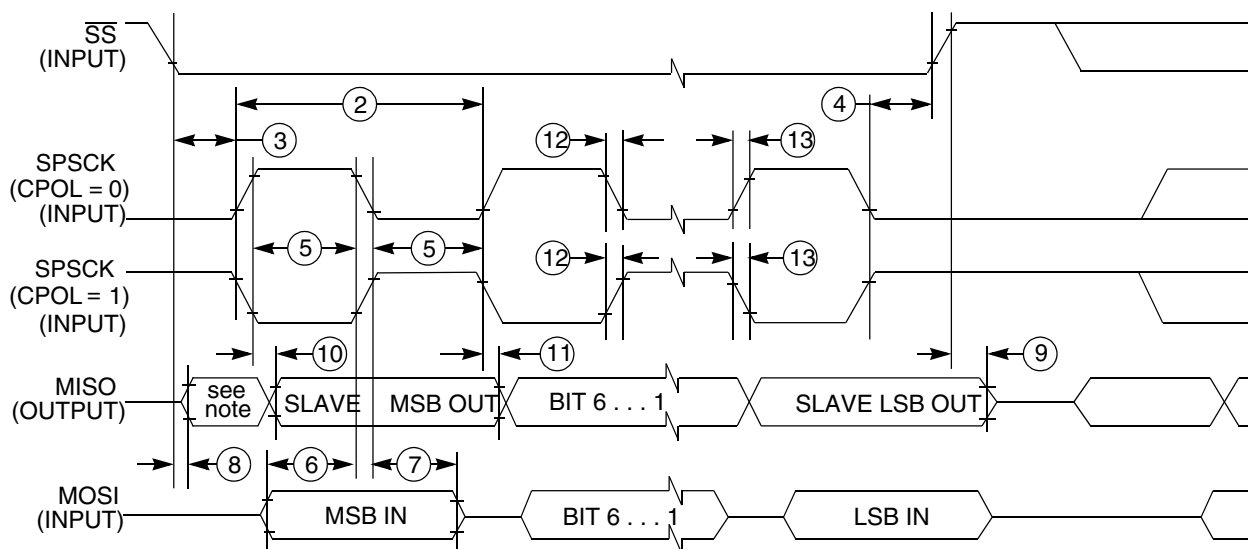 SS
(INPUT)
2
4
3
12
13
SPSCK
(CPOL = 0)
(INPUT)
5
5
12
13
SPSCK
(CPOL = 1)
(INPUT)
10
11
9
MISO
(OUTPUT)
see
note
SLAVE
MSB OUT
BIT 6 . . . 1
SLAVE LSB OUT
8
6
7
MOSI
(INPUT)
MSB IN
BIT 6 . . . 1
LSB IN